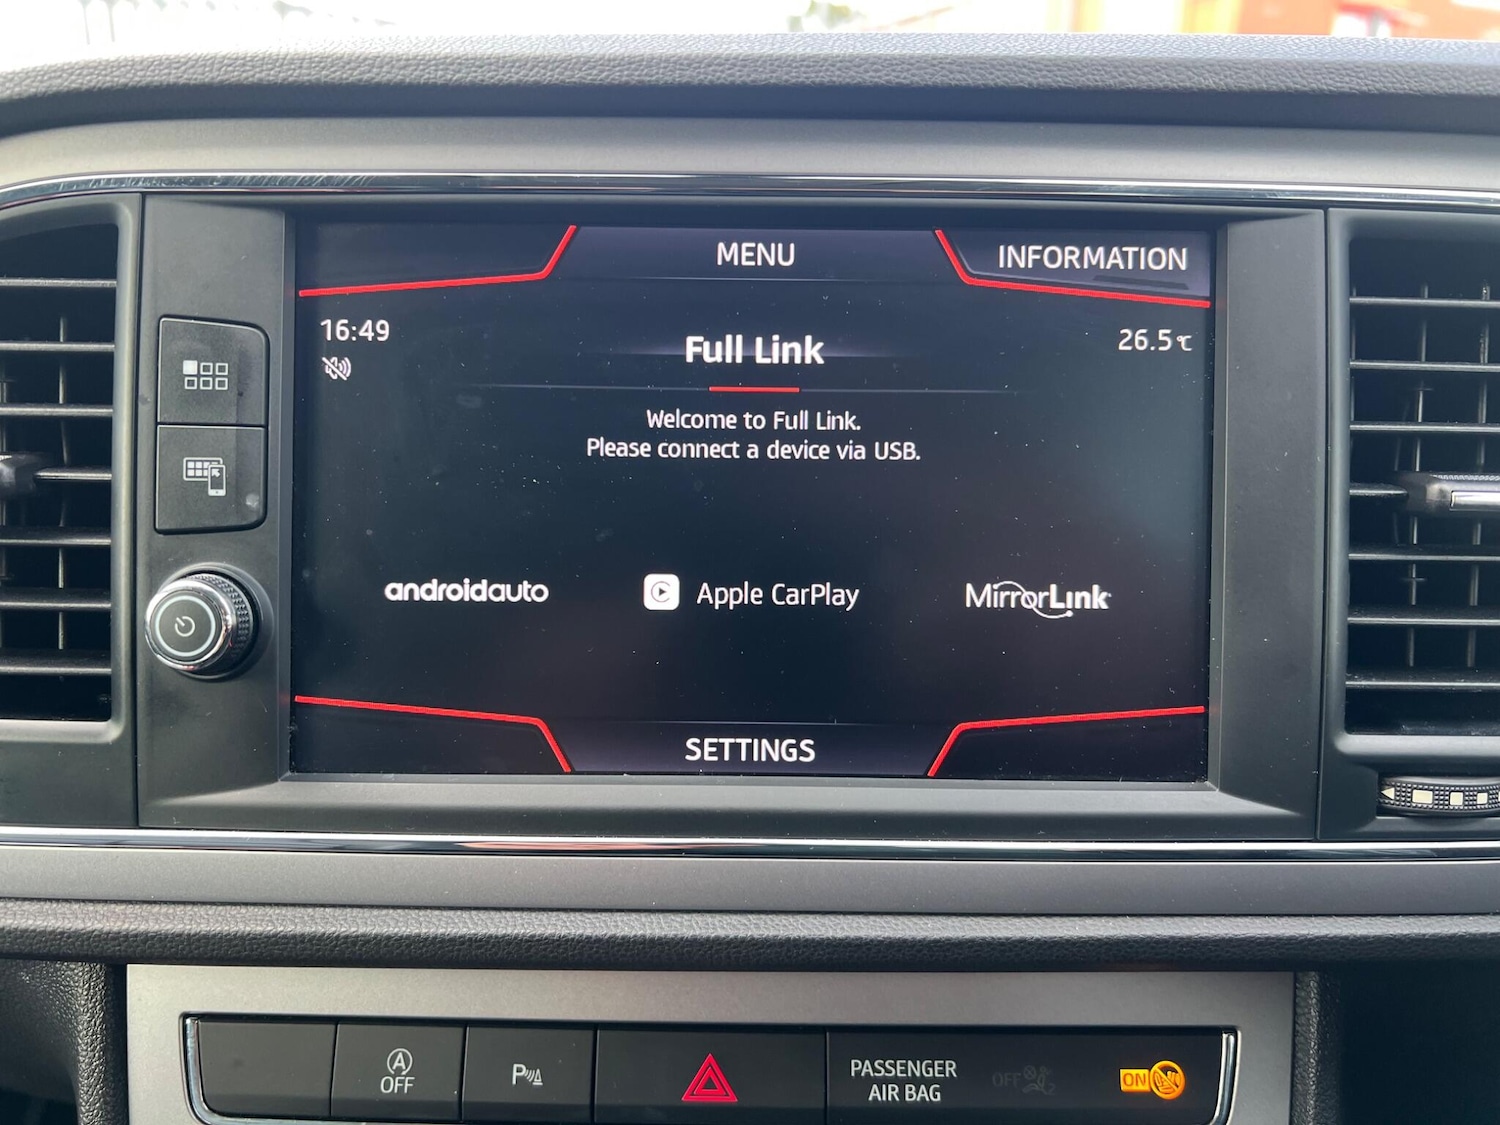 MENU
INFORMATION
16:49
Full Link
26.5 °C
Welcome to Full Link.
Please connect a device via USB.
androidauto
Apple CarPlay
MirrorLink
SETTINGS
A
OFF
P
PASSENGER
AIR BAG
OFF
ON